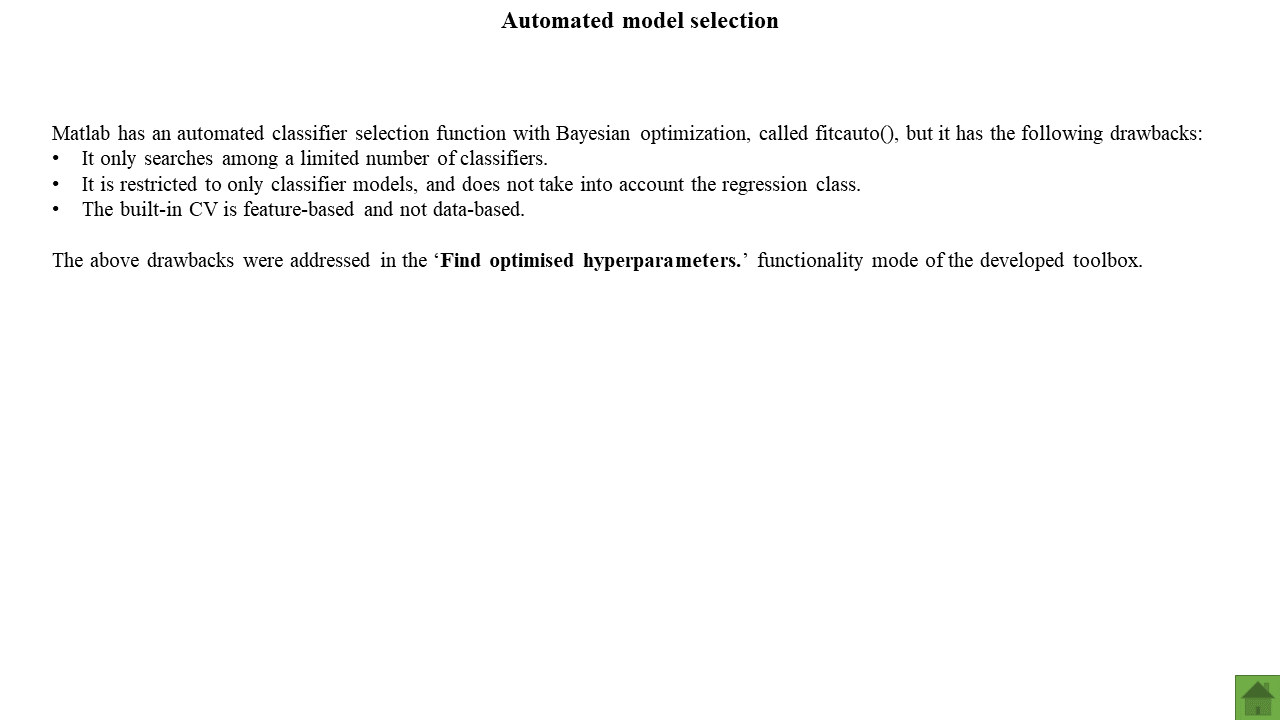 Automated model selection
Matlab has an automated classifier selection function with Bayesian optimization, called fitcauto(), but it has the following drawbacks:
• It only searches among a limited number of classifiers.
• It is restricted to only classifier models, and does not take into account the regression class.
• The built-in CV is feature-based and not data-based.
The above drawbacks were addressed in the ‘Find optimised hyperparameters.’ functionality mode of the developed toolbox.